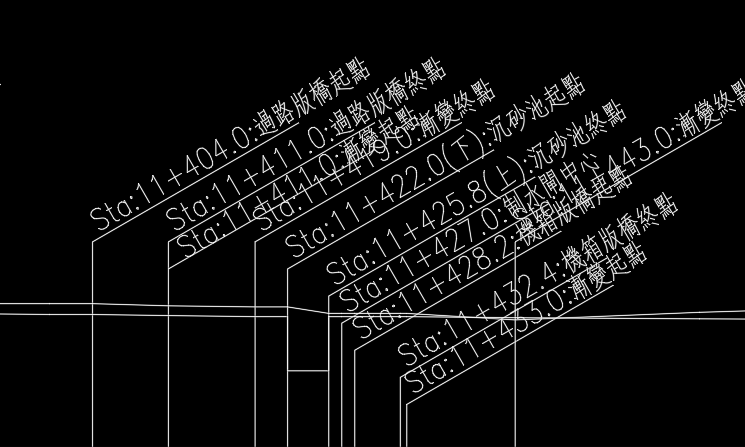 Sta:11+404.0:過路版橋起點
Sta:11+411.0:過路版橋終點
Sta:11+411.0:漸變起點
Sta:11+419.0:漸變終點
Sta:11+422.0(下):沉砂池起點
Sta:11+425.8(上):沉砂池終點
Sta:11+427.0:制水閘中心
Sta:11+428.2:機箱版橋起點
Sta:11+432.4:機箱版橋終點
Sta:11+433.0:漸變起點
11+443.0:漸變終點